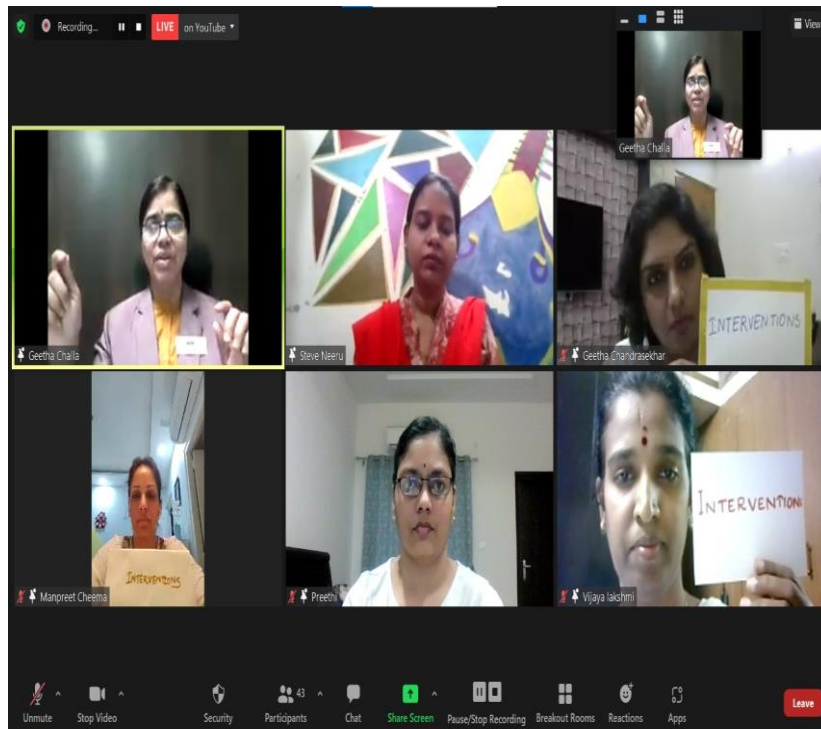 Recording...
LIVE on YouTube
View
Geetha Challa
Geetha Challa
Steve Neeru
Geetha Chandrasekhar
INTERVENTIONS
Manpreet Cheema
INTERVENTIONS
Preethi
Vijaya lakshmi
INTERVENTIONS
Unmute
Stop Video
Security
43
Participants
Chat
Share Screen
Pause/Stop Recording
Breakout Rooms
Reactions
Apps
Leave